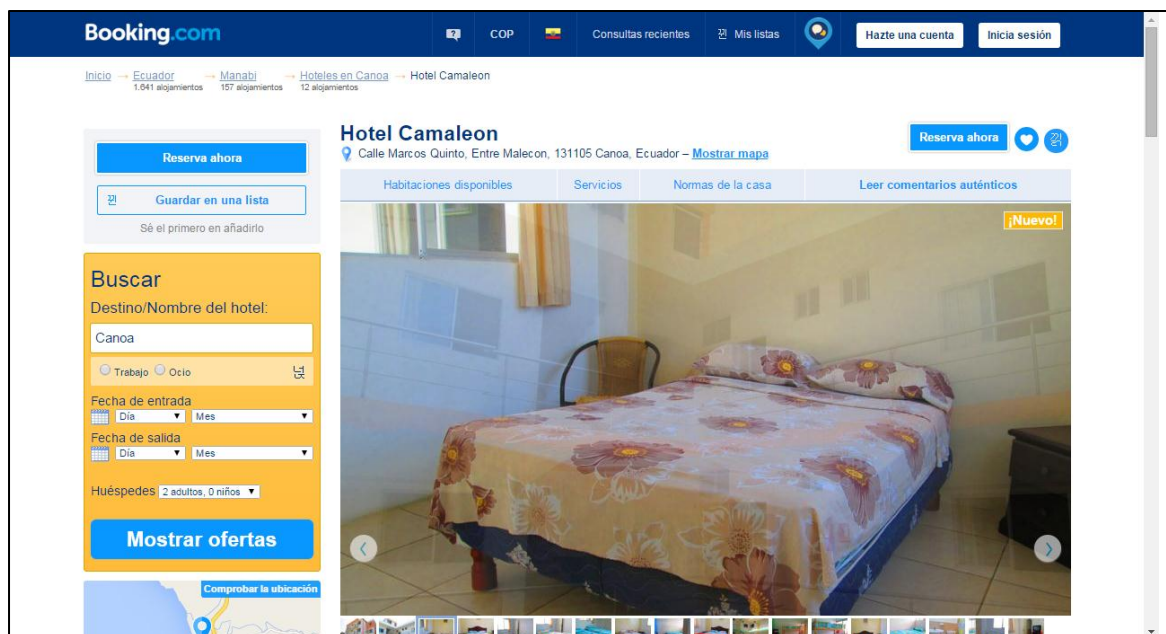 Booking.com
COP
Consultas recientes
Mis listas
Hazte una cuenta
Inicia sesión
Inicio → Ecuador → Manabi → Hoteles en Canoa → Hotel Camaleon
1.641 alojamientos 157 alojamientos 12 alojamientos
Reserva ahora
Guardar en una lista
Sé el primero en añadirlo
Buscar
Destino/Nombre del hotel:
Canoa
Trabajo Ocio
Fecha de entrada
Día Mes
Fecha de salida
Día Mes
Huéspedes 2 adultos, 0 niños
Mostrar ofertas
Comprobar la ubicación
Hotel Camaleon
Reserva ahora
Calle Marcos Quinto, Entre Malecon, 131105 Canoa, Ecuador – Mostrar mapa
Habitaciones disponibles Servicios Normas de la casa Leer comentarios auténticos
¡Nuevo!